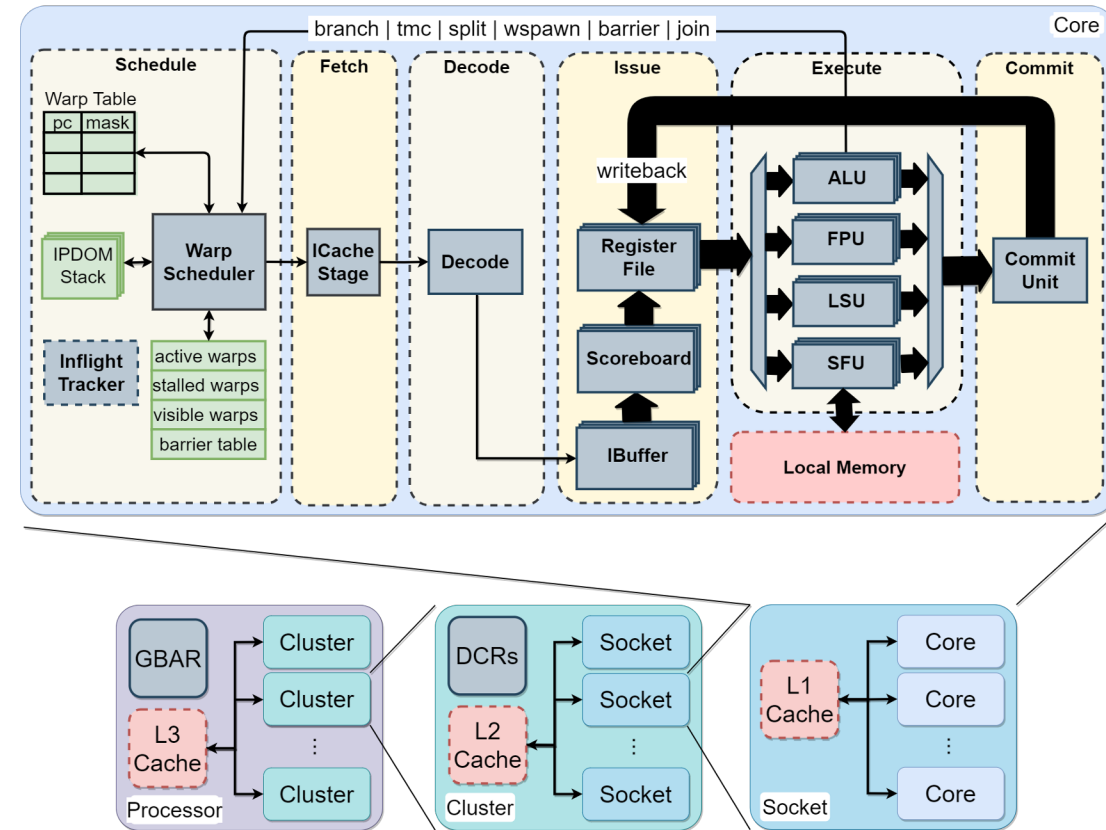 branch | tmc | split | wspawn | barrier | join
Core
Schedule
Fetch
Decode
Issue
Execute
Commit
Warp Table
pc
mask
writeback
ALU
FPU
LSU
SFU
IPDOM
Stack
Warp
Scheduler
ICache
Stage
Decode
Register
File
Commit
Unit
Inflight
Tracker
active warps
stalled warps
visible warps
barrier table
Scoreboard
IBuffer
Local Memory
GBAR
L3
Cache
Cluster
Cluster
⋮
Cluster
Processor
DCRs
L2
Cache
Socket
Socket
⋮
Socket
Cluster
L1
Cache
Core
Core
⋮
Core
Socket